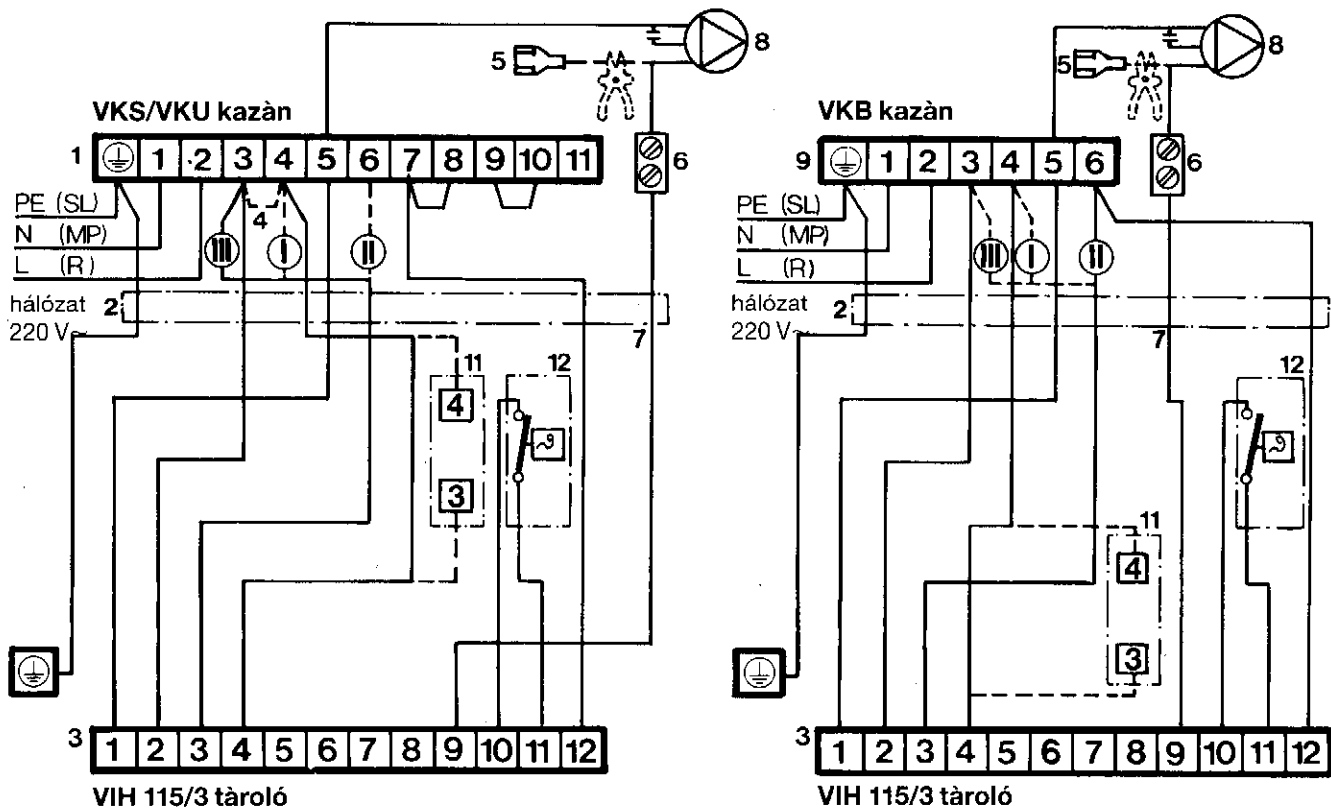 5
8
VKS/VKU kazàn
1
1 2 3 4 5 6 7 8 9 10 11
6
PE (SL)
N (MP)
L (R)
4
III
I
II
hálózat
220 V~
2
7
11
12
4
3
3
1 2 3 4 5 6 7 8 9 10 11 12
VIH 115/3 tàroló
5
8
VKB kazàn
9
1 2 3 4 5 6
6
PE (SL)
N (MP)
L (R)
III
I
II
hálózat
220 V~
2
7
12
11
4
3
3
1 2 3 4 5 6 7 8 9 10 11 12
VIH 115/3 tàroló